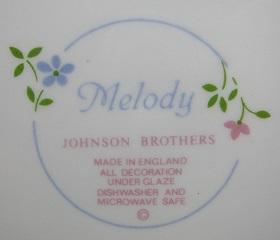 Melody
JOHNSON BROTHERS
MADE IN ENGLAND
ALL DECORATION
UNDER GLAZE
DISHWASHER AND
MICROWAVE SAFE
©